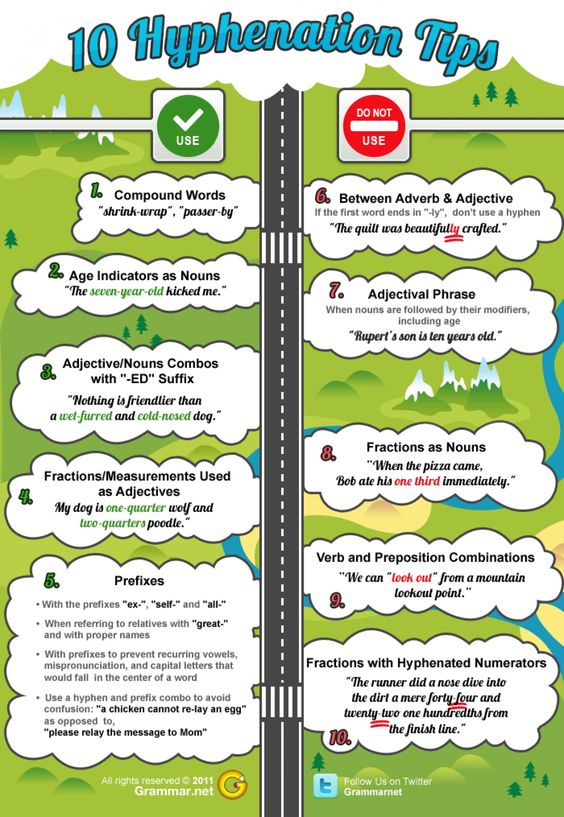 10 Hyphenation Tips
USE
DO NOT
USE
1.
Compound Words
"shrink-wrap", "passer-by"
2.
Age Indicators as Nouns
"The seven-year-old kicked me."
3.
Adjective/Nouns Combos
with "-ED" Suffix
"Nothing is friendlier than
a wet-furred and cold-nosed dog."
4.
Fractions/Measurements Used
as Adjectives
My dog is one-quarter wolf and
two-quarters poodle."
5.
Prefixes
• With the prefixes "ex-", "self-" and "all-"
• When referring to relatives with "great-"
and with proper names
• With prefixes to prevent recurring vowels,
mispronunciation, and capital letters that
would fall in the center of a word
• Use a hyphen and prefix combo to avoid
confusion: "a chicken cannot re-lay an egg"
as opposed to,
"please relay the message to Mom"
6.
Between Adverb & Adjective
If the first word ends in "-ly", don't use a hyphen
"The quilt was beautifully crafted."
7.
Adjectival Phrase
When nouns are followed by their modifiers,
including age
"Rupert's son is ten years old."
8.
Fractions as Nouns
"When the pizza came,
Bob ate his one third immediately."
Verb and Preposition Combinations
"We can "look out" from a mountain
lookout point."
9.
Fractions with Hyphenated Numerators
"The runner did a nose dive into
the dirt a mere forty-four and
twenty-two one hundredths from
the finish line."
10.
All rights reserved © 2011
Grammar.net
G
Follow Us on Twitter
Grammarnet
t